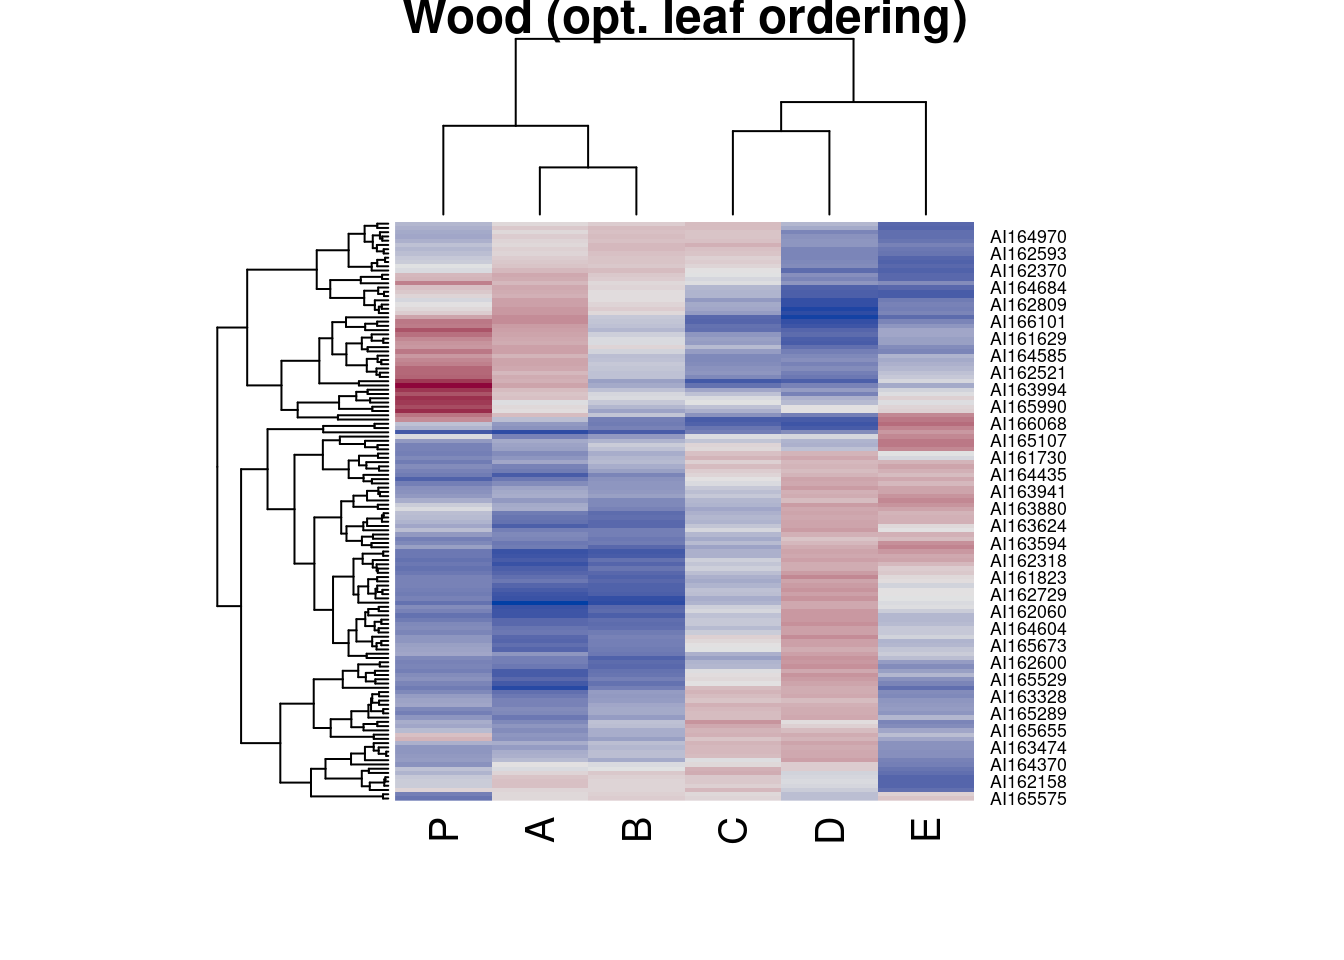 Wood (opt. leaf ordering)
AI164970
AI162593
AI162370
AI164684
AI162809
AI166101
AI161629
AI164585
AI162521
AI163994
AI165990
AI166068
AI165107
AI161730
AI164435
AI163941
AI163880
AI163624
AI163594
AI162318
AI161823
AI162729
AI162060
AI164604
AI165673
AI162600
AI165529
AI163328
AI165289
AI165655
AI163474
AI164370
AI162158
AI165575
P A B C D E